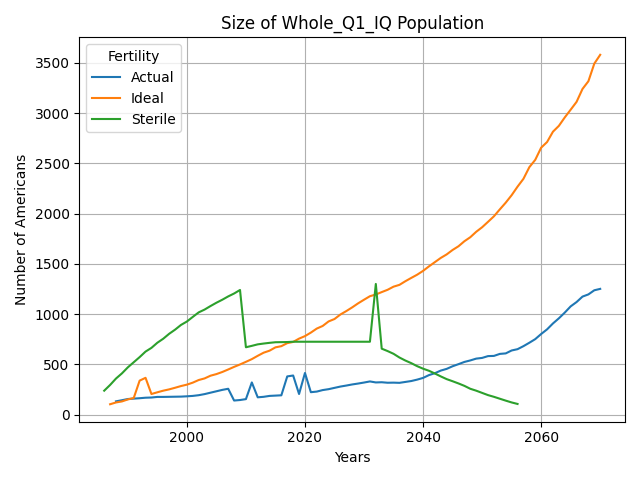 Size of Whole_Q1_IQ Population
Fertility
Actual
Ideal
Sterile
Number of Americans
3500
3000
2500
2000
1500
1000
500
0
2000
2020
2040
2060
Years